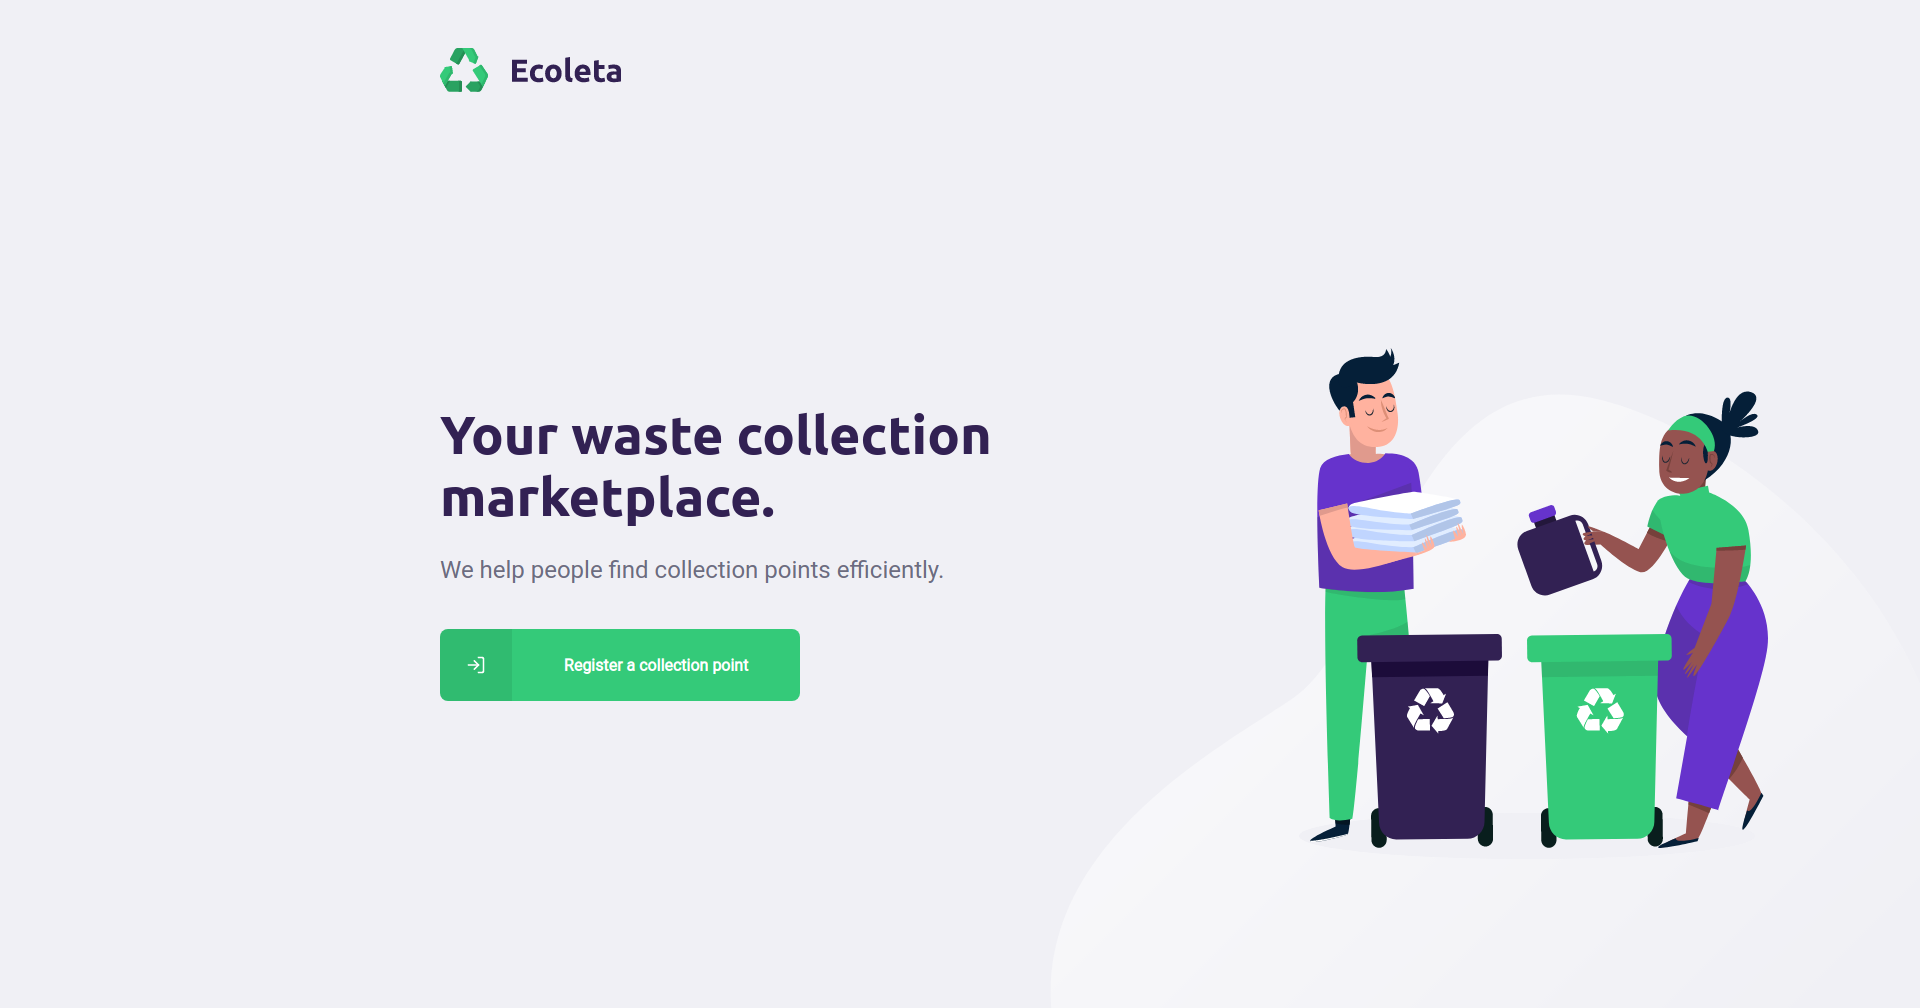 Ecoleta
Your waste collection
marketplace.
We help people find collection points efficiently.
Register a collection point